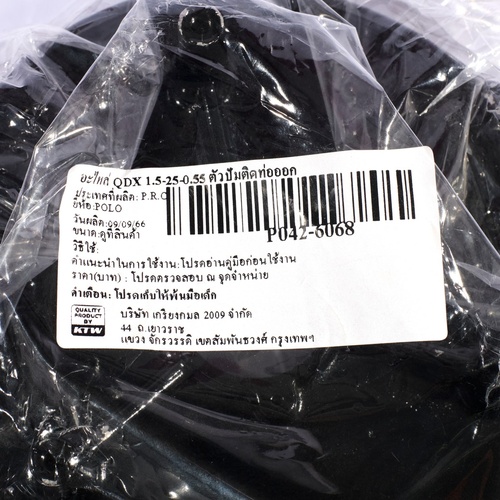 อะไหล่ QDX 1.5-25-0.55 ตัวปั๊มติดท่อออก
ประเทศที่ผลิต: P.R.C
ยี่ห้อ:POLO
วันผลิต:09/09/66
ขนาด:ดูที่สินค้า
P042-6068
วิธีใช้:
คำแนะนำในการใช้งาน:โปรดอ่านคู่มือก่อนใช้งาน
ราคา(บาท) : โปรดตรวจสอบ ณ จุดจำหน่าย
คำเตือน: โปรดเก็บให้พ้นมือเด็ก
QUALITY
PRODUCT
BY
KTW
บริษัท เกรียงกมล 2009 จำกัด
44 ถ.เยาวราช
แขวง จักรวรรดิ์ เขตสัมพันธวงศ์ กรุงเทพฯ